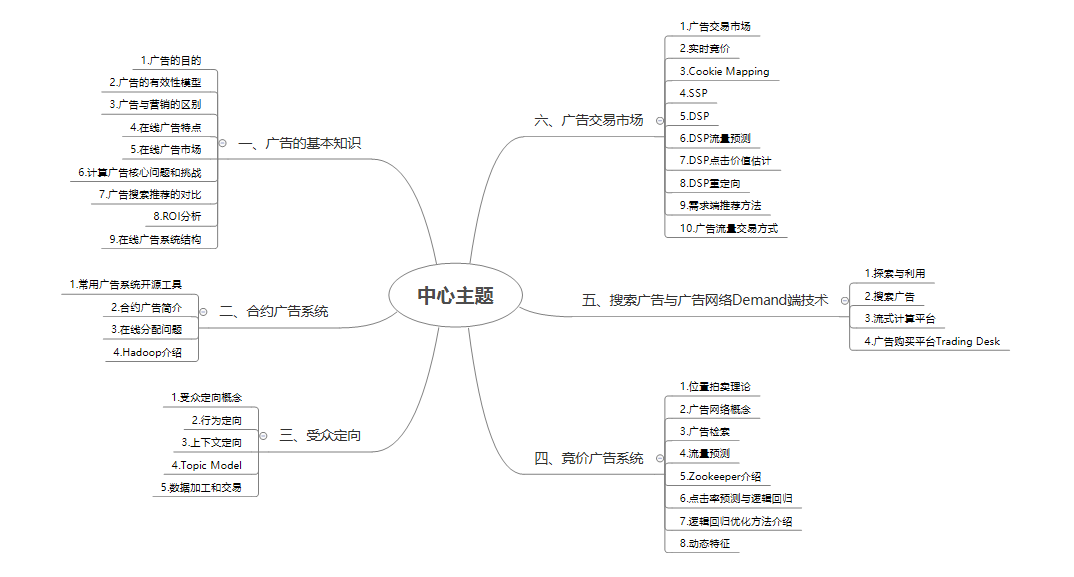 中心主题
一、广告的基本知识
1.广告的目的
2.广告的有效性模型
3.广告与营销的区别
4.在线广告特点
5.在线广告市场
6.计算广告核心问题和挑战
7.广告搜索推荐的对比
8.ROI分析
9.在线广告系统结构
二、合约广告系统
1.常用广告系统开源工具
2.合约广告简介
3.在线分配问题
4.Hadoop介绍
三、受众定向
1.受众定向概念
2.行为定向
3.上下文定向
4.Topic Model
5.数据加工和交易
四、竞价广告系统
1.位置拍卖理论
2.广告网络概念
3.广告检索
4.流量预测
5.Zookeeper介绍
6.点击率预测与逻辑回归
7.逻辑回归优化方法介绍
8.动态特征
五、搜索广告与广告网络Demand端技术
1.探索与利用
2.搜索广告
3.流式计算平台
4.广告购买平台Trading Desk
六、广告交易市场
1.广告交易市场
2.实时竞价
3.Cookie Mapping
4.SSP
5.DSP
6.DSP流量预测
7.DSP点击价值估计
8.DSP重定向
9.需求端推荐方法
10.广告流量交易方式